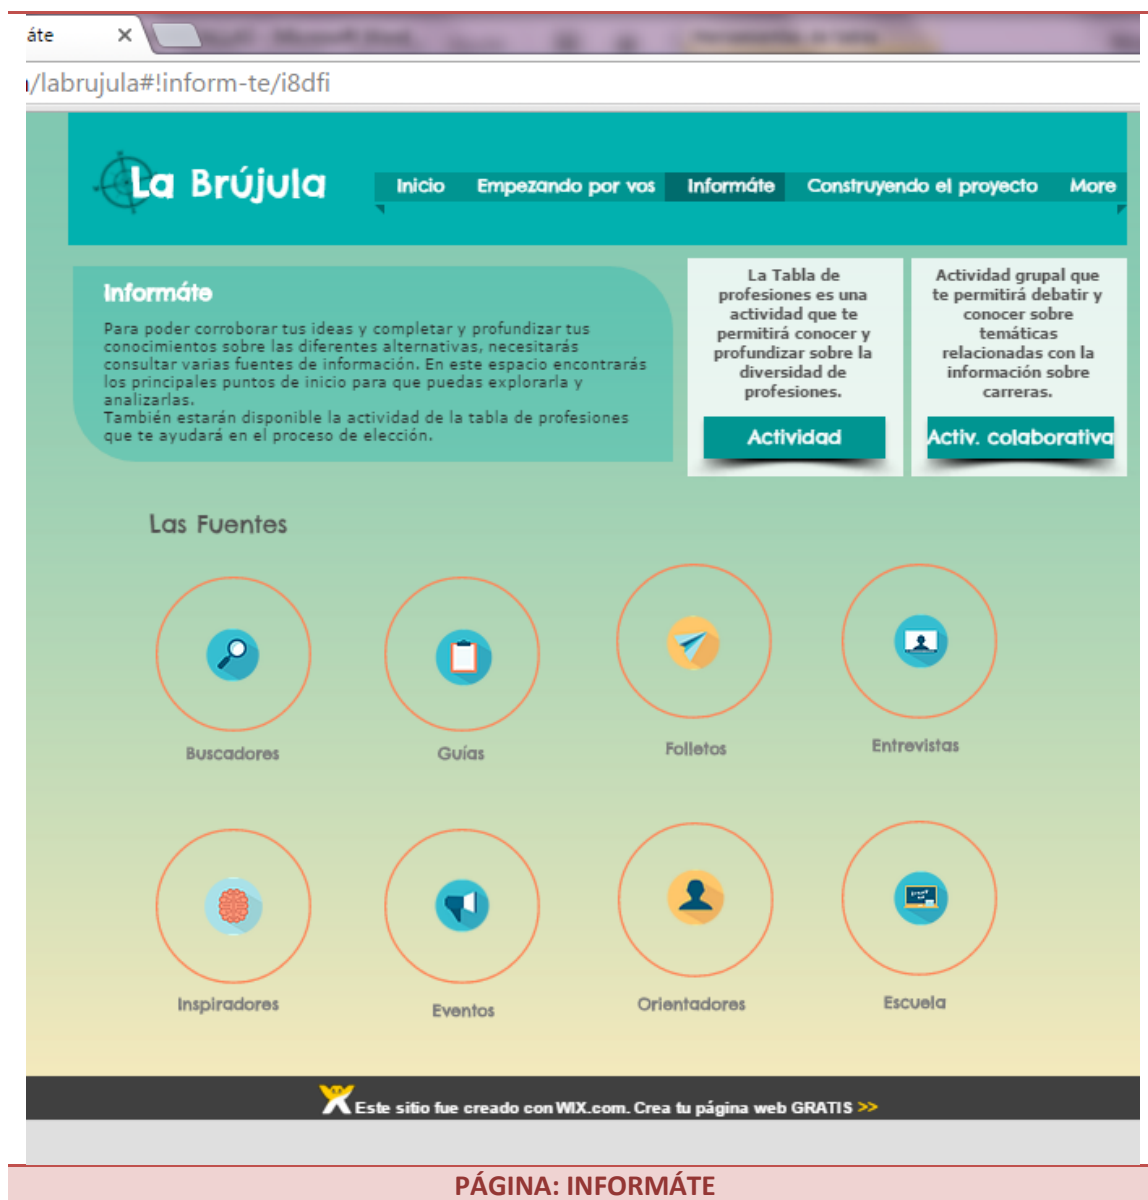 áte
/labrujula#!inform-te/i8dfi
La Brújula
Inicio Empezando por vos Informáte Construyendo el proyecto More
Informáte
Para poder corroborar tus ideas y completar y profundizar tus
conocimientos sobre las diferentes alternativas, necesitarás
consultar varias fuentes de información. En este espacio encontrarás
los principales puntos de inicio para que puedas explorarla y
analizarlas.
También estarán disponible la actividad de la tabla de profesiones
que te ayudará en el proceso de elección.
La Tabla de
profesiones es una
actividad que te
permitirá conocer y
profundizar sobre la
diversidad de
profesiones.
Actividad
Actividad grupal que
te permitirá debatir y
conocer sobre
temáticas
relacionadas con la
información sobre
carreras.
Activ. colaborativa
Las Fuentes
Buscadores
Guías
Folletos
Entrevistas
Inspiradores
Eventos
Orientadores
Escuela
Este sitio fue creado con WIX.com. Crea tu página web GRATIS >>
PÁGINA: INFORMÁTE